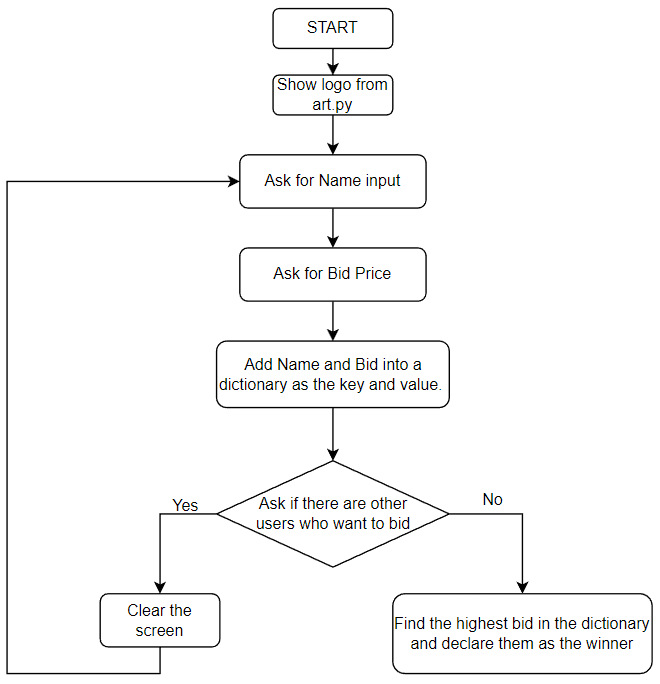 START
Show logo from
art.py
Ask for Name input
Ask for Bid Price
Add Name and Bid into a
dictionary as the key and value.
Ask if there are other
users who want to bid
Yes
No
Clear the
screen
Find the highest bid in the dictionary
and declare them as the winner